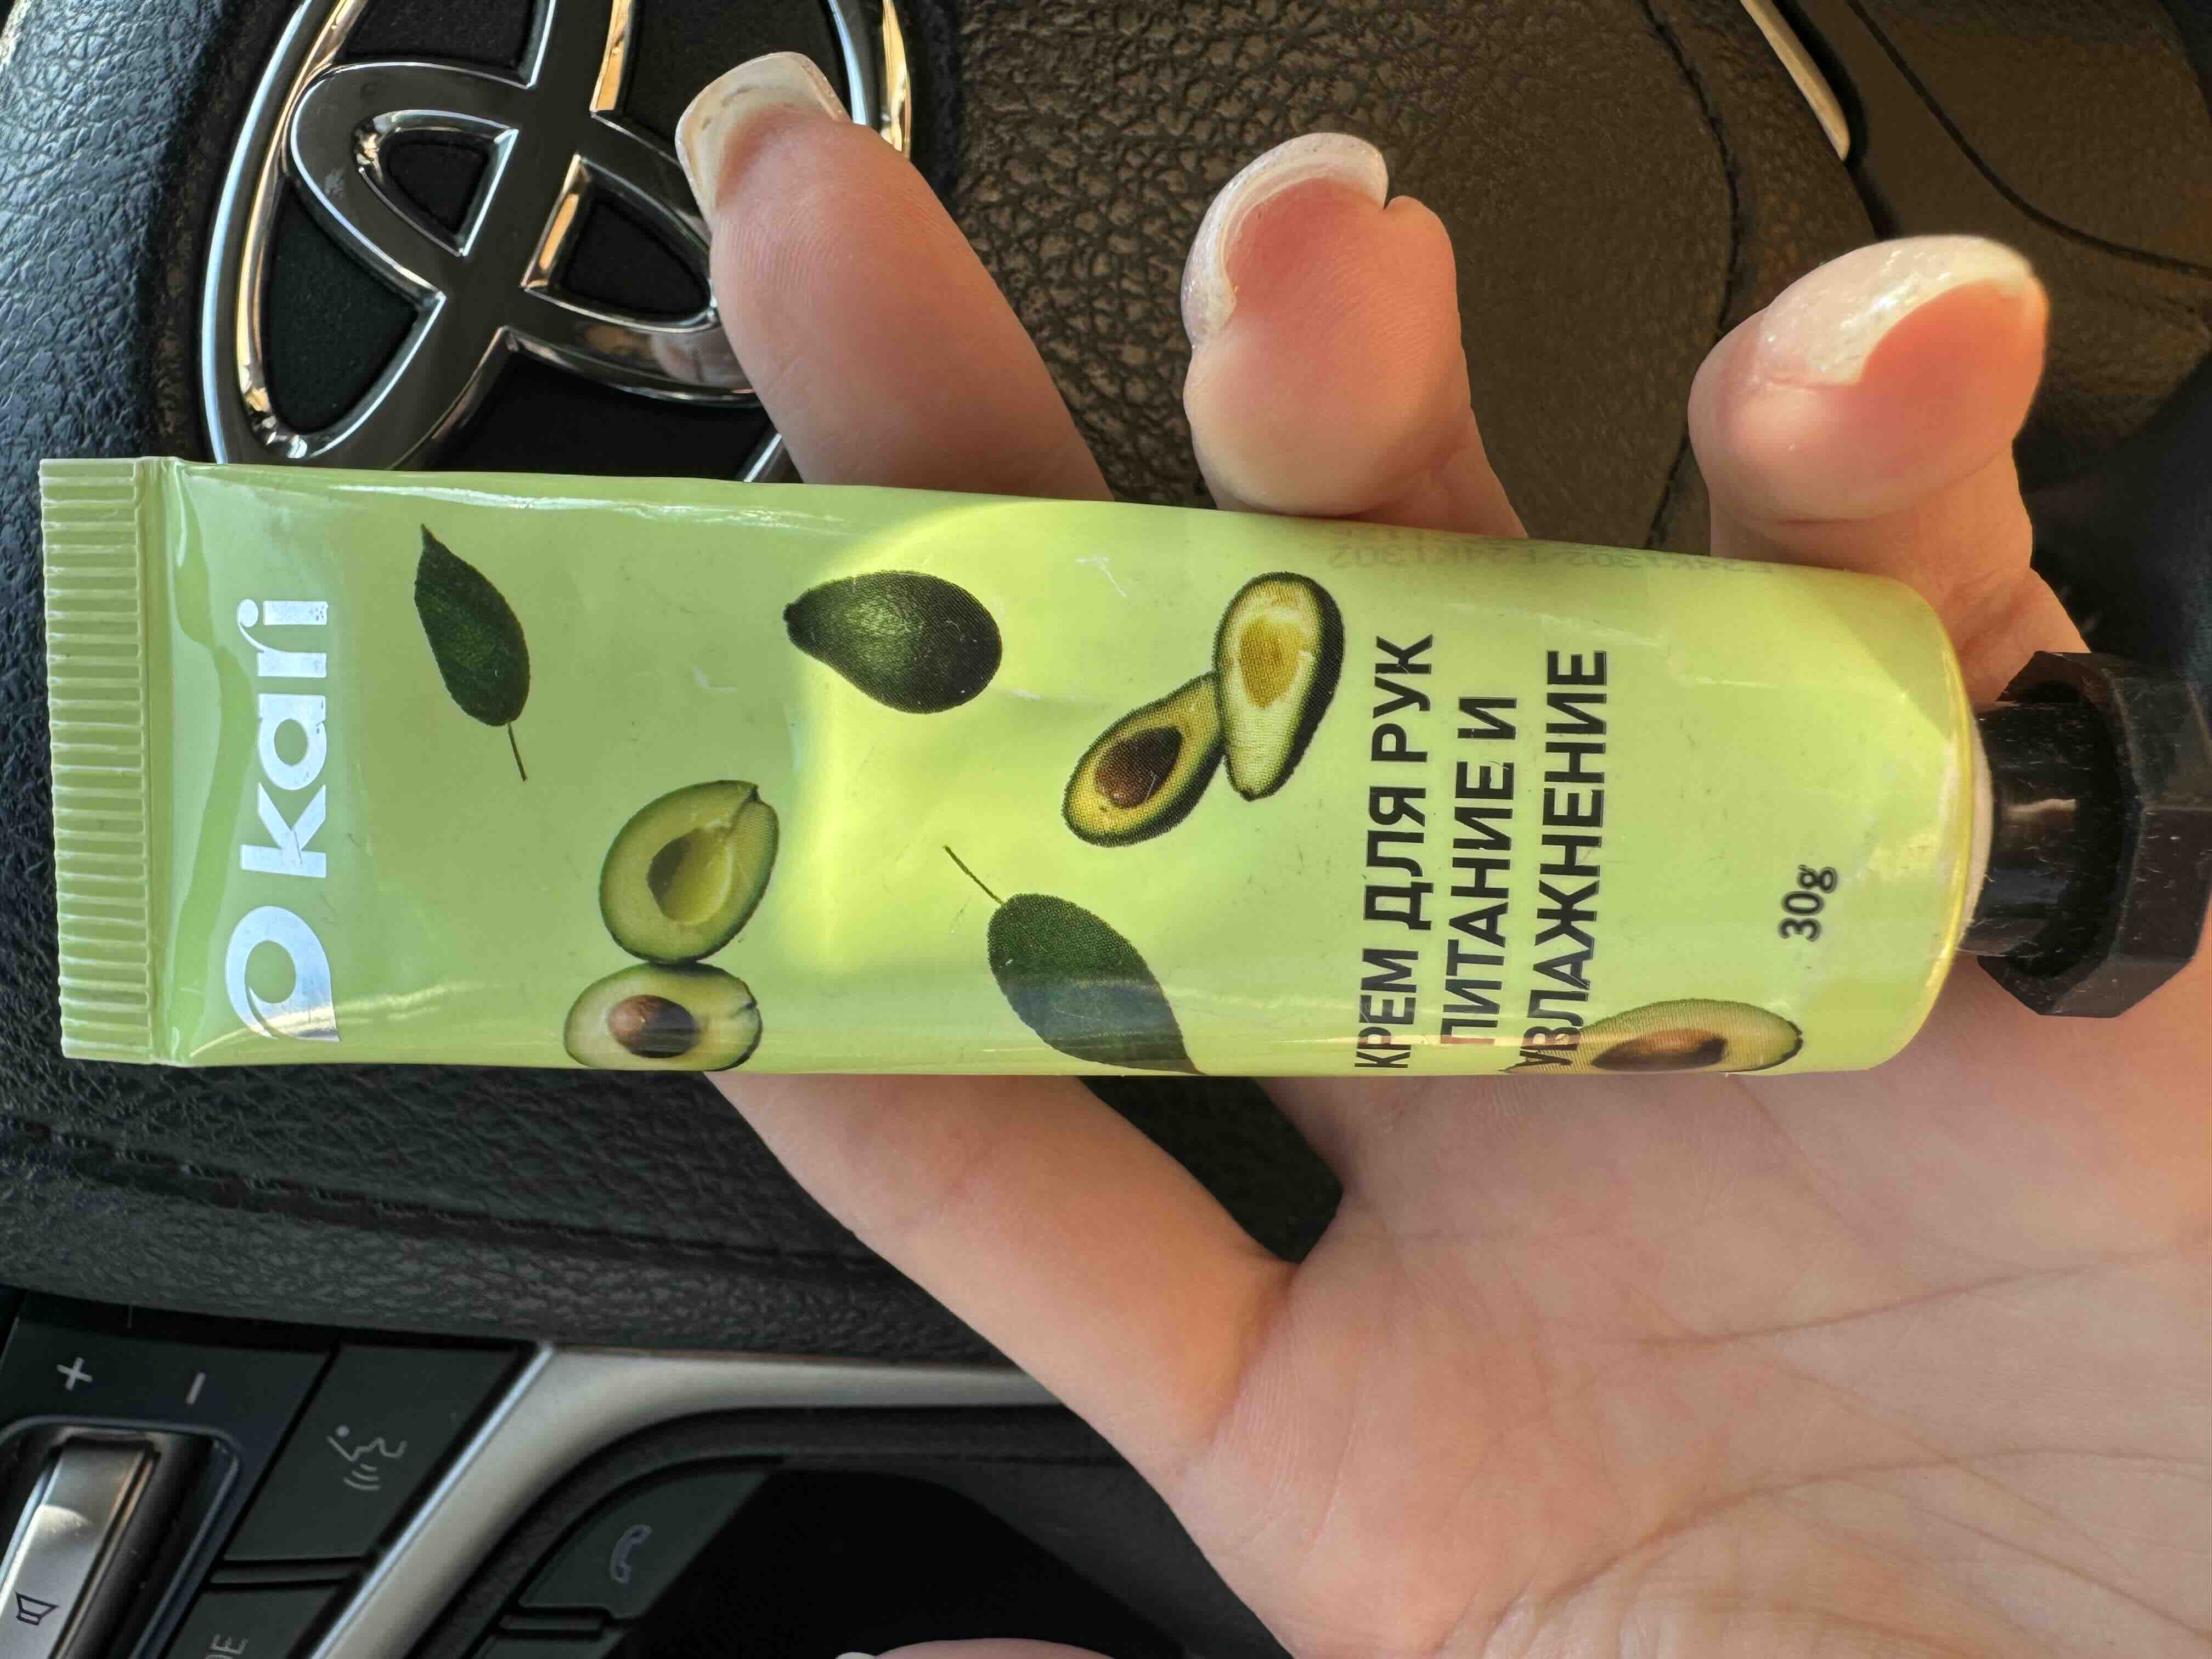 kari
КРЕМ ДЛЯ РУК
ПИТАНИЕ И
УВЛАЖНЕНИЕ
30g
+
-